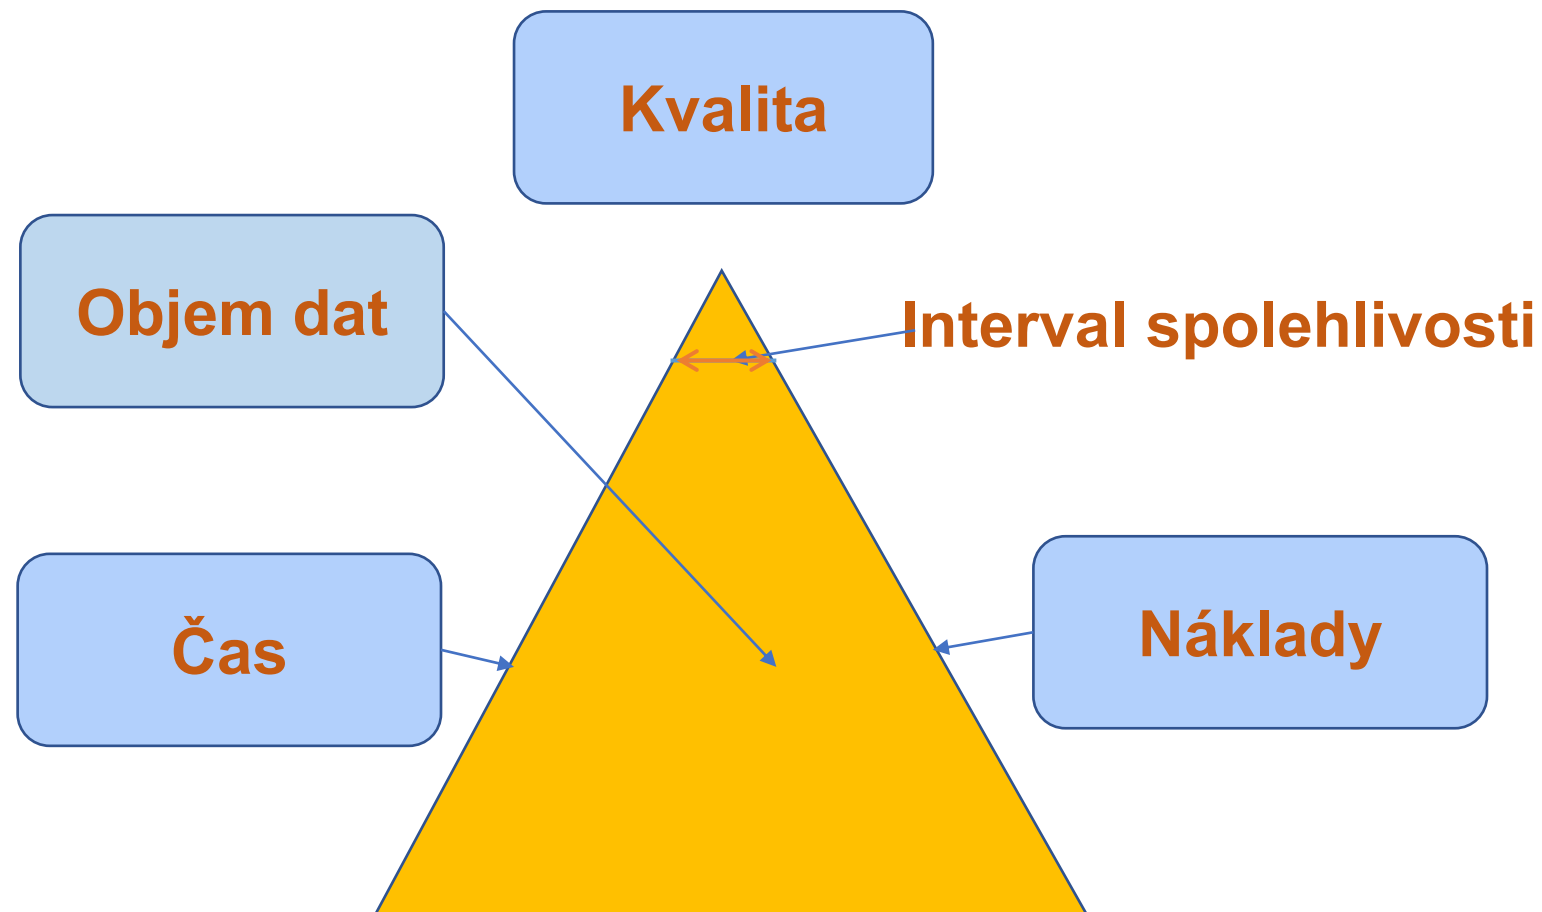 Kvalita
Objem dat
Interval spolehlivosti
Čas
Náklady